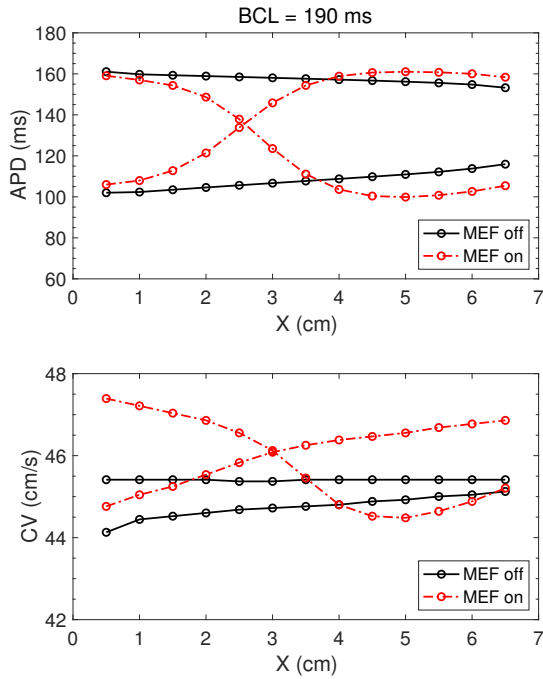 BCL = 190 ms
180
160
140
120
100
80
60
APD (ms)
0 1 2 3 4 5 6 7
X (cm)
MEF off
MEF on
48
46
44
42
CV (cm/s)
0 1 2 3 4 5 6 7
X (cm)
MEF off
MEF on